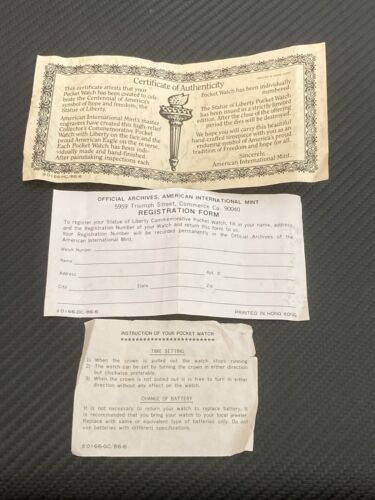 Certificate of Authenticity
This certificate attests that your
Pocket Watch has been created to cele-
brate the Centennial of America's
symbol of hope and freedom, the
Statue of Liberty.
American International Mint's master
engravers have created this high-relief
Collector's Commemorative Pocket
Watch with Liberty on the face and the
proud American Eagle on the reverse.
Each Pocket Watch has been indi-
vidually made and hand-finished.
After painstaking inspections each
Pocket Watch has been individually
numbered.
The Statue of Liberty Pocket Watch
has been issued in a strictly limited
edition. After the close of the offering
period the dies will be destroyed.
We hope you will carry this beautiful
hand-crafted timepiece with you as an
enduring symbol of America's proud
tradition of freedom and hope for all.
Sincerely,
American International Mint.
OFFICIAL ARCHIVES, AMERICAN INTERNATIONAL MINT
5959 Triumph Street, Commerce Ca. 90040
REGISTRATION FORM
To register your Statue of Liberty Commemorative Pocket Watch, fill in your name, address
and the Registration Number of your Watch and return this form to us.
Your Registration Number will be recorded permanently in the Official Archives of the
American International Mint.
Watch Number
Name
Address Apt. #
City State Zip
PRINTED IN HONG KONG
INSTRUCTION OF YOUR POCKET WATCH
TIME SETTING
1) When the crown is pulled out the watch stops running
2) The watch can be set by turning the crown in either direction
but clockwise preferable.
3) When the crown is not pulled out it is free to turn in either
direction without any effect on the watch.
CHANGE OF BATTERY
It is not necessary to return your watch to replace battery. It
is recommended that you bring your watch to your local jeweler.
Replace with same or equivalent type of batteries only. Do not
use batteries with different specifications.